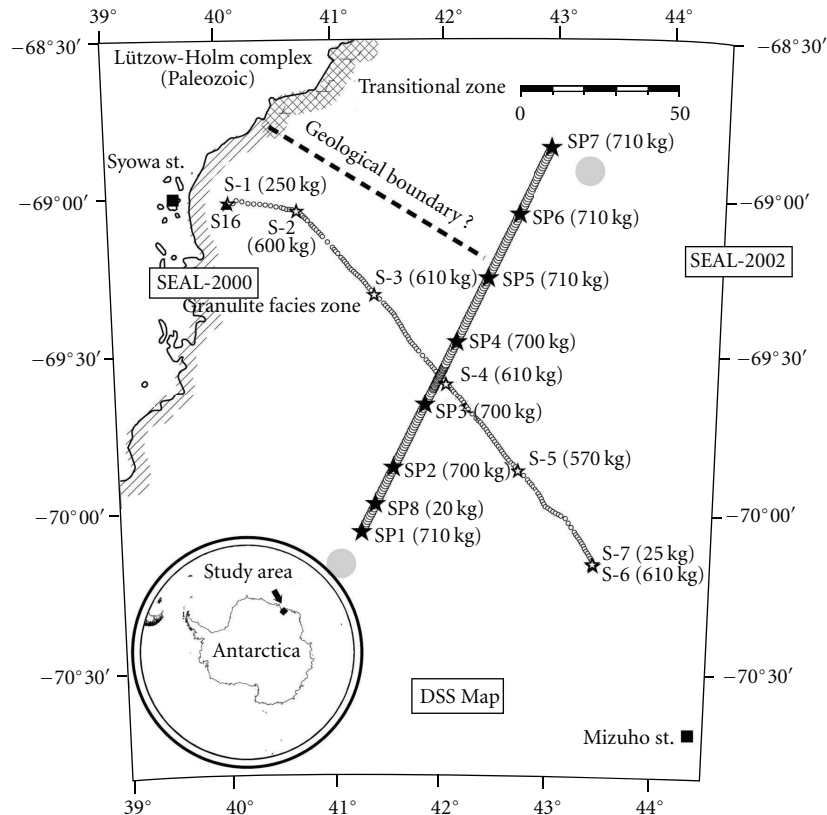 39° 40° 41° 42° 43° 44°
−68°30′
−68°30′
Lützow-Holm complex
(Paleozoic)
Transitional zone
0 50
Geological boundary ?
SP7 (710 kg)
Syowa st.
S-1 (250 kg)
−69°00′
−69°00′
S16
S-2
(600 kg)
SP6 (710 kg)
SEAL-2002
SEAL-2000
S-3 (610 kg)
SP5 (710 kg)
Granulite facies zone
SP4 (700 kg)
−69°30′
−69°30′
S-4 (610 kg)
SP3 (700 kg)
S-5 (570 kg)
SP2 (700 kg)
SP8 (20 kg)
−70°00′
−70°00′
SP1 (710 kg)
S-7 (25 kg)
S-6 (610 kg)
Study area
Antarctica
−70°30′
−70°30′
DSS Map
Mizuho st.
39° 40° 41° 42° 43° 44°